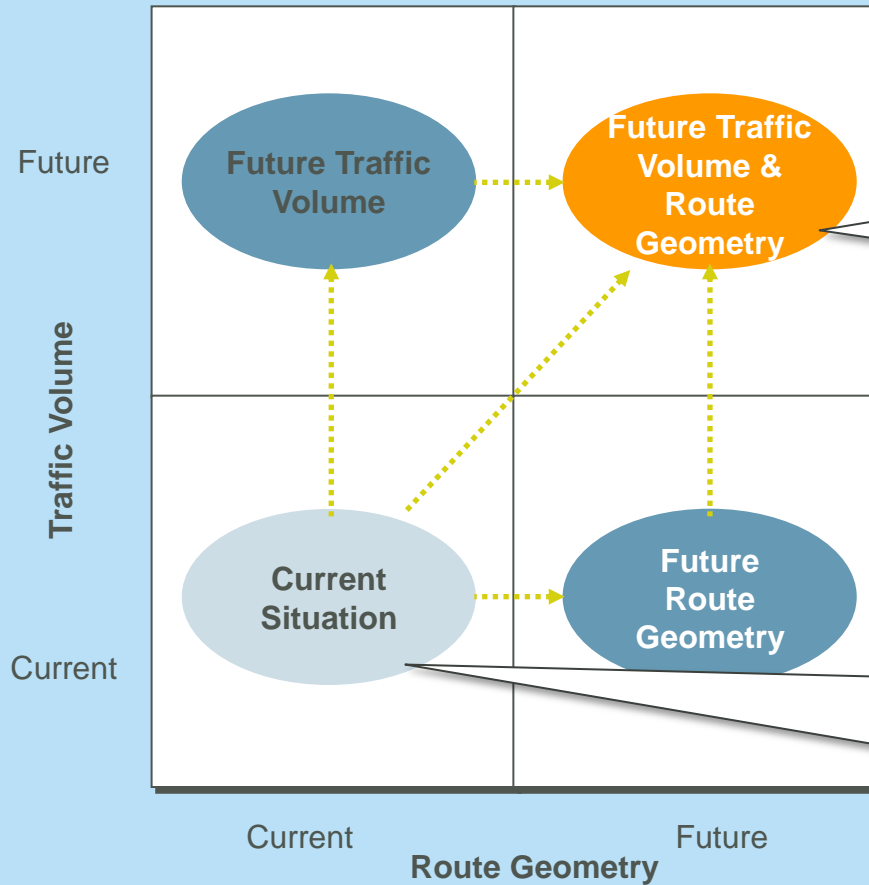 Future
Future Traffic
Volume
Future Traffic
Volume &
Route
Geometry
Traffic Volume
Current
Situation
Future
Route
Geometry
Current
Current
Future
Route Geometry